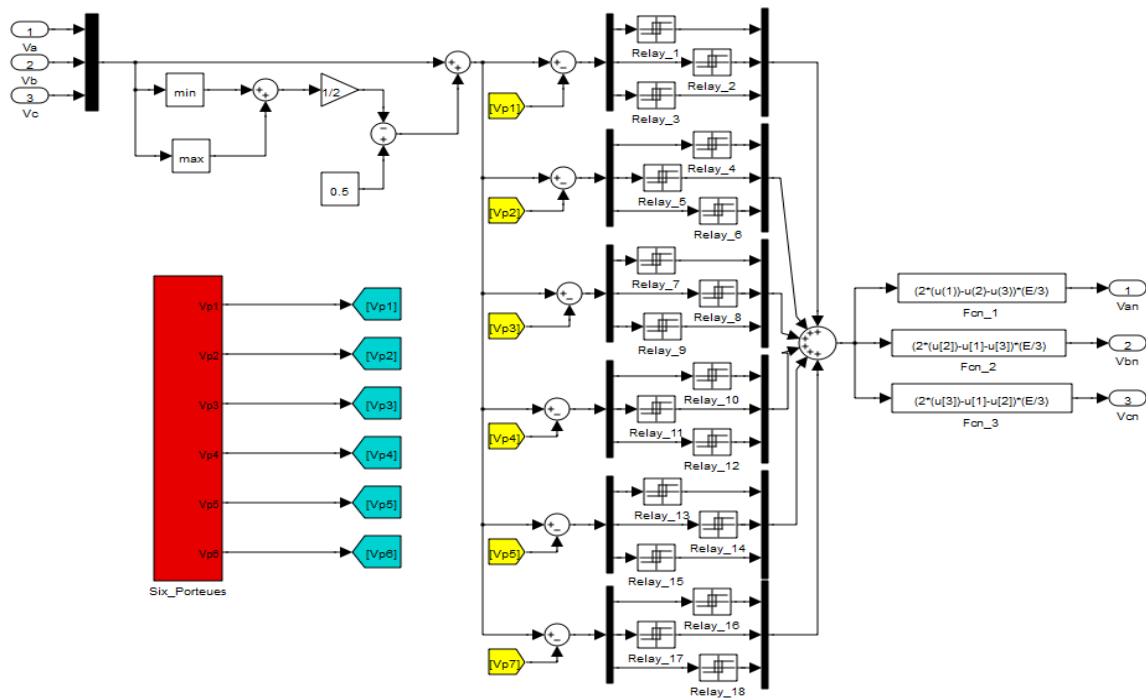 1
Va
2
Vb
3
Vc
min
max
1/2
0.5
[Vp1]
Relay_1
Relay_2
Relay_3
[Vp2]
Relay_4
Relay_5
Relay_6
[Vp3]
Relay_7
Relay_8
Relay_9
[Vp4]
Relay_10
Relay_11
Relay_12
[Vp5]
Relay_13
Relay_14
Relay_15
[Vp7]
Relay_16
Relay_17
Relay_18
Vp1
[Vp1]
Vp2
[Vp2]
Vp3
[Vp3]
Vp4
[Vp4]
Vp5
[Vp5]
[Vp6]
Six_Porteues
(2*(u(1))-u(2)-u(3))*(E/3)
Fcn_1
1
Van
(2*(u[2])-u[1]-u[3])*(E/3)
Fcn_2
2
Vbn
(2*(u[3])-u[1]-u[2])*(E/3)
Fcn_3
3
Vcn